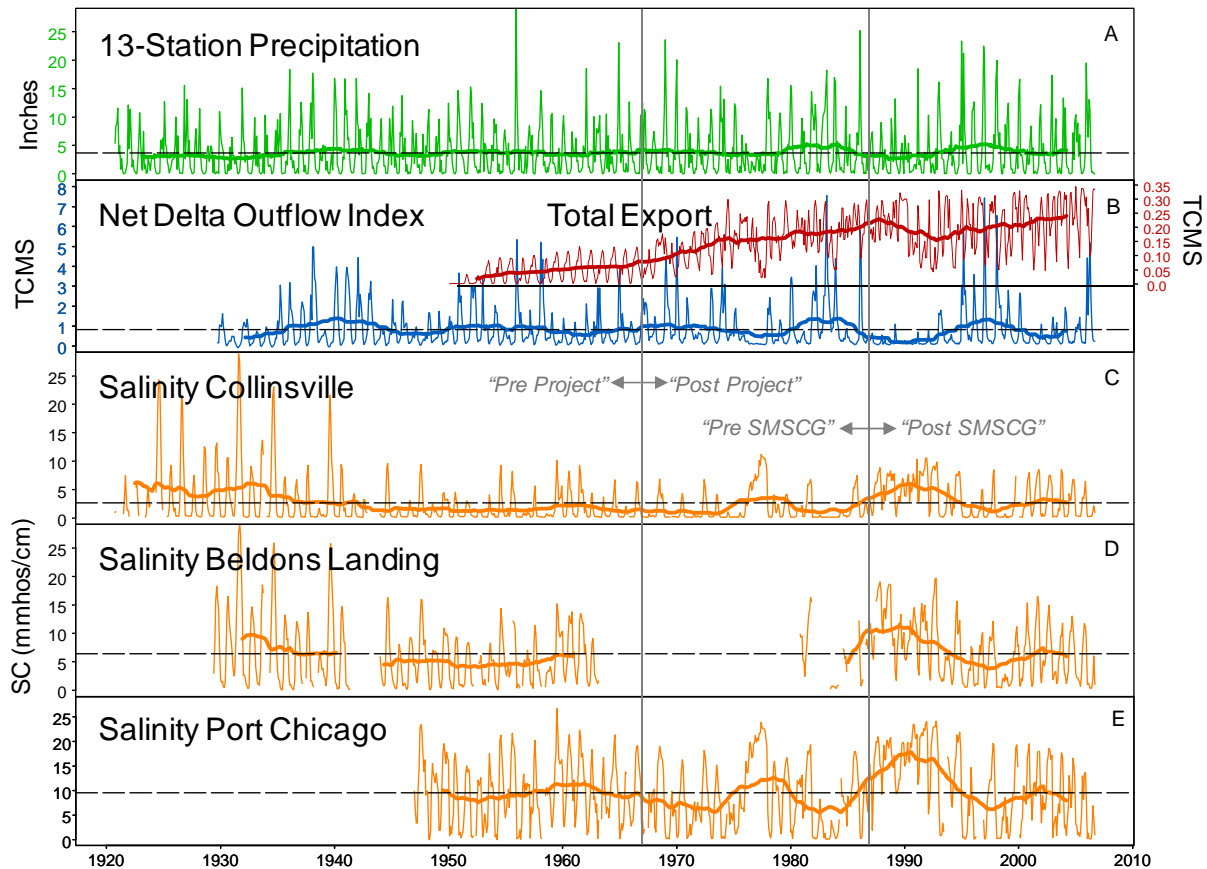 13-Station Precipitation
A
Inches
25
20
15
10
5
0
Net Delta Outflow Index
Total Export
B
TCMS
8
7
6
5
4
3
2
1
0
0.35
0.30
0.25
0.20
0.15
0.10
0.05
0.0
TCMS
Salinity Collinsville
"Pre Project"
"Post Project"
C
"Pre SMSCG"
"Post SMSCG"
25
20
15
10
5
0
SC (mmhos/cm)
Salinity Beldons Landing
D
25
20
15
10
5
0
Salinity Port Chicago
E
25
20
15
10
5
0
1920 1930 1940 1950 1960 1970 1980 1990 2000 2010